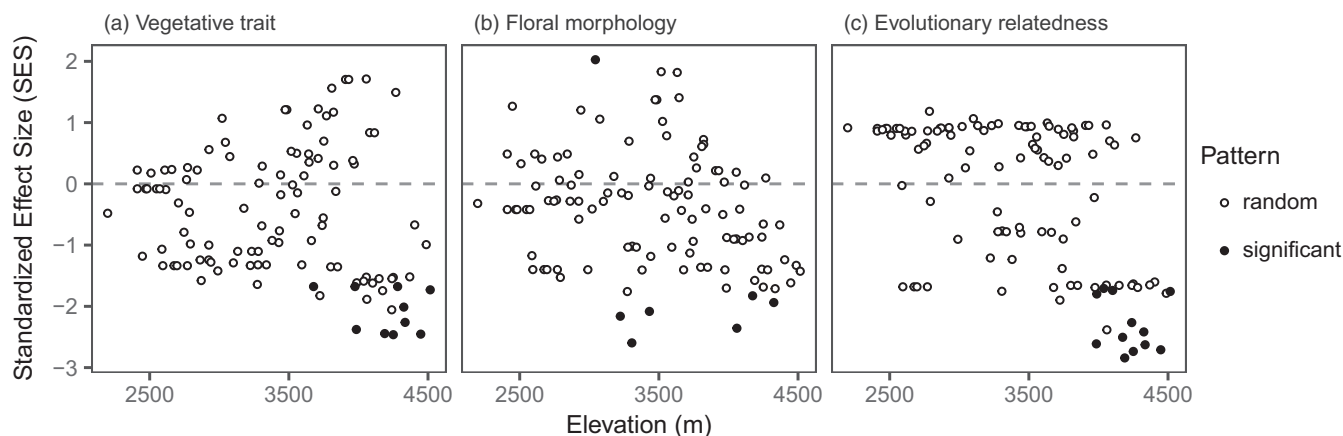 (a) Vegetative trait
(b) Floral morphology
(c) Evolutionary relatedness
Standardized Effect Size (SES)
2
1
0
−1
−2
−3
2500 3500 4500
2500 3500 4500
2500 3500 4500
Elevation (m)
Pattern
random
significant